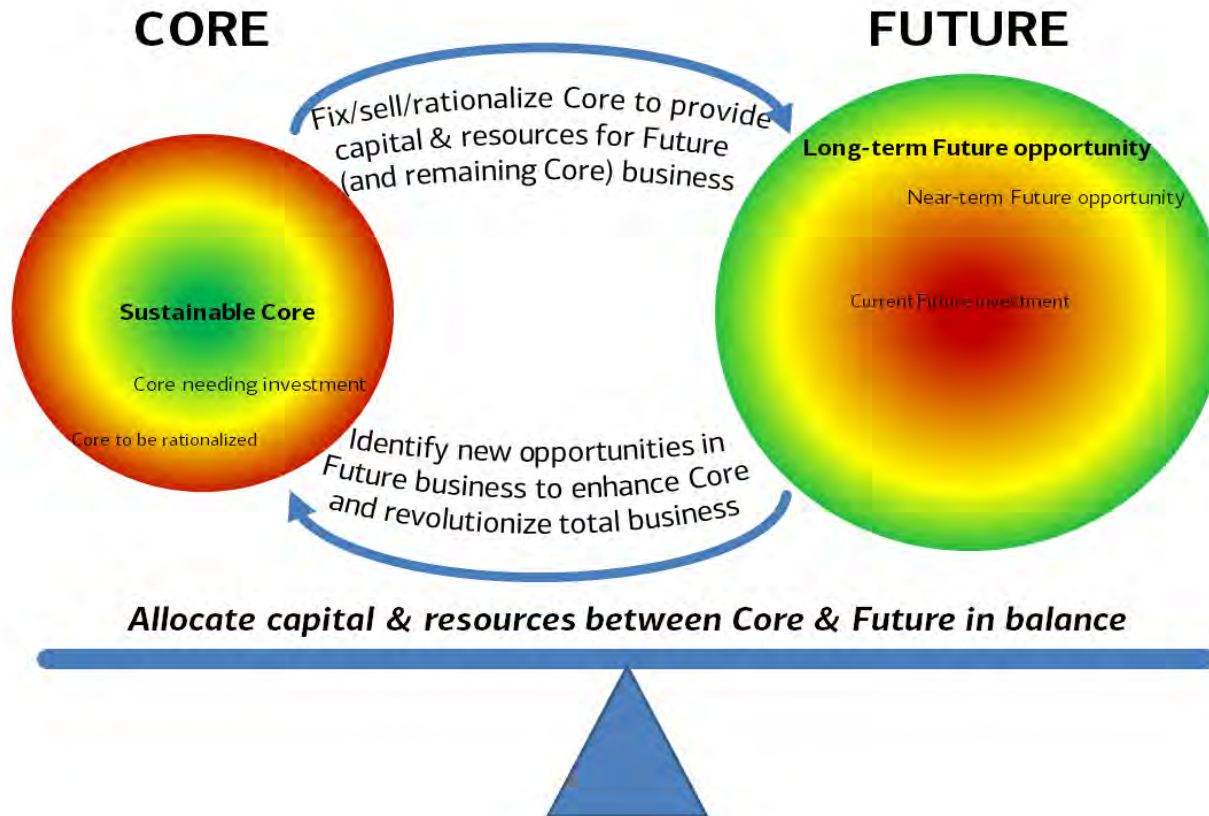 CORE
FUTURE
Fix/sell/rationalize Core to provide
capital & resources for Future
(and remaining Core) business
Long-term Future opportunity
Near-term Future opportunity
Current Future investment
Sustainable Core
Core needing investment
Core to be rationalized
Identify new opportunities in
Future business to enhance Core
and revolutionize total business
Allocate capital & resources between Core & Future in balance